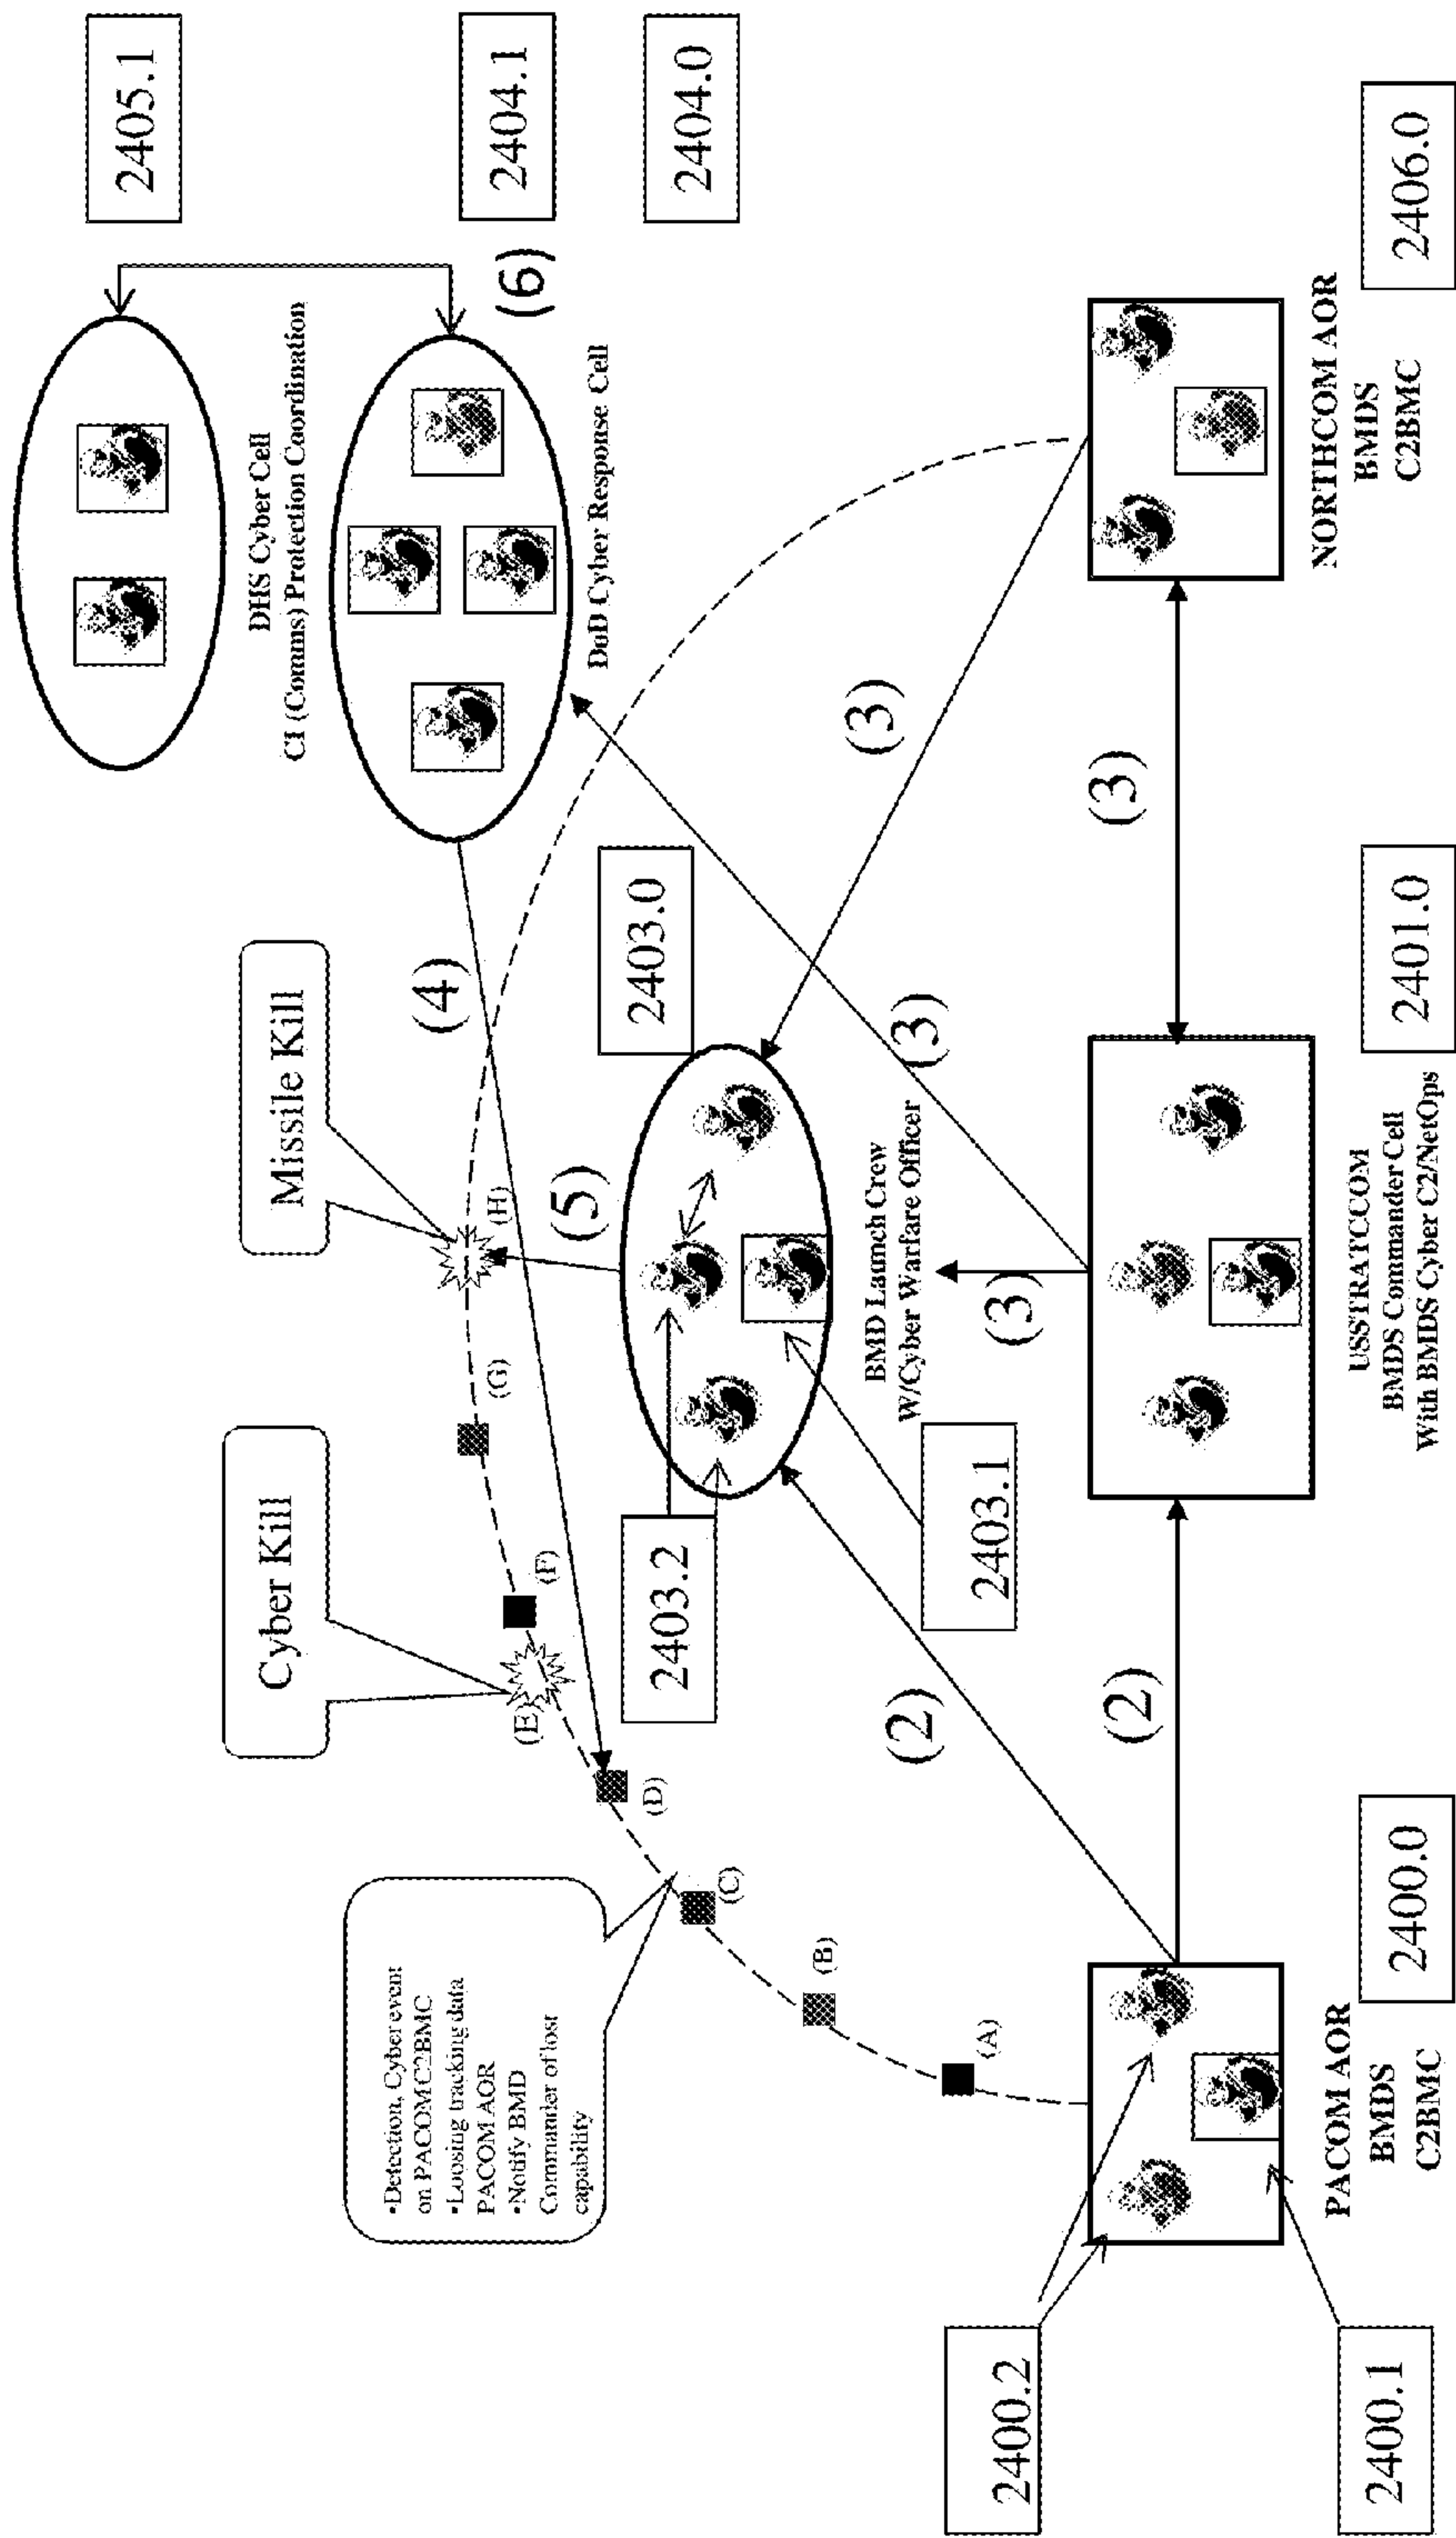 2405.1
2404.1
2404.0
DHS Cyber Cell
CI (Comms) Protection Coordination
(6)
DoD Cyber Response Cell
Missile Kill
Cyber Kill
•Detection, Cyber event
on PACOMC2BMC
•Loosing tracking data
PACOM AOR
•Notify BMD
Commander of lost
capability
(4)
(H)
(G)
(F)
(E)
(D)
(C)
(B)
(A)
(5)
2403.0
2403.2
2403.1
BMD Launch Crew
W/Cyber Warfare Officer
(3)
(3)
(3)
(3)
(2)
(2)
2400.2
2400.1
PACOM AOR
BMDS
C2BMC
2400.0
USSTRATCCOM
BMDS Commander Cell
With BMDS Cyber C2/NetOps
2401.0
NORTHCOM AOR
BMDS
C2BMC
2406.0